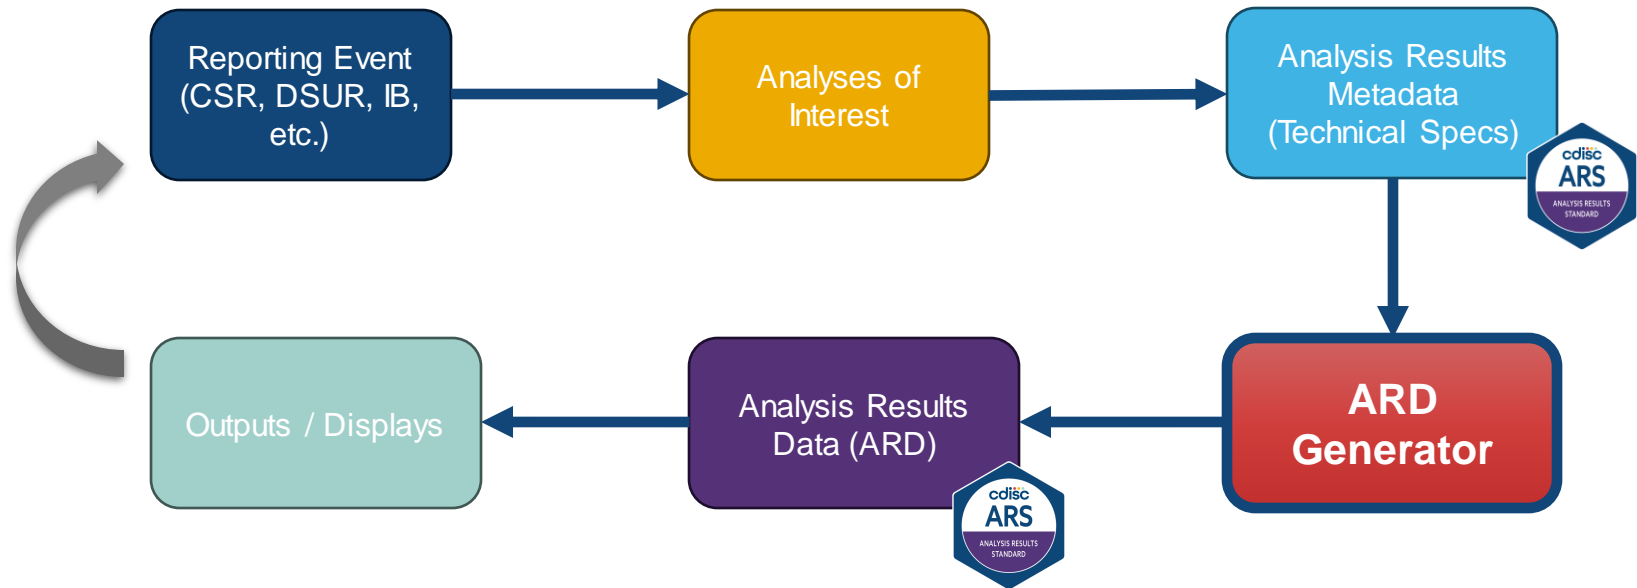 Reporting Event
(CSR, DSUR, IB,
etc.)
Analyses of
Interest
Analysis Results
Metadata
(Technical Specs)
cdisc
ARS
ANALYSIS RESULTS
STANDARD
Outputs / Displays
Analysis Results
Data (ARD)
cdisc
ARS
ANALYSIS RESULTS
STANDARD
ARD
Generator